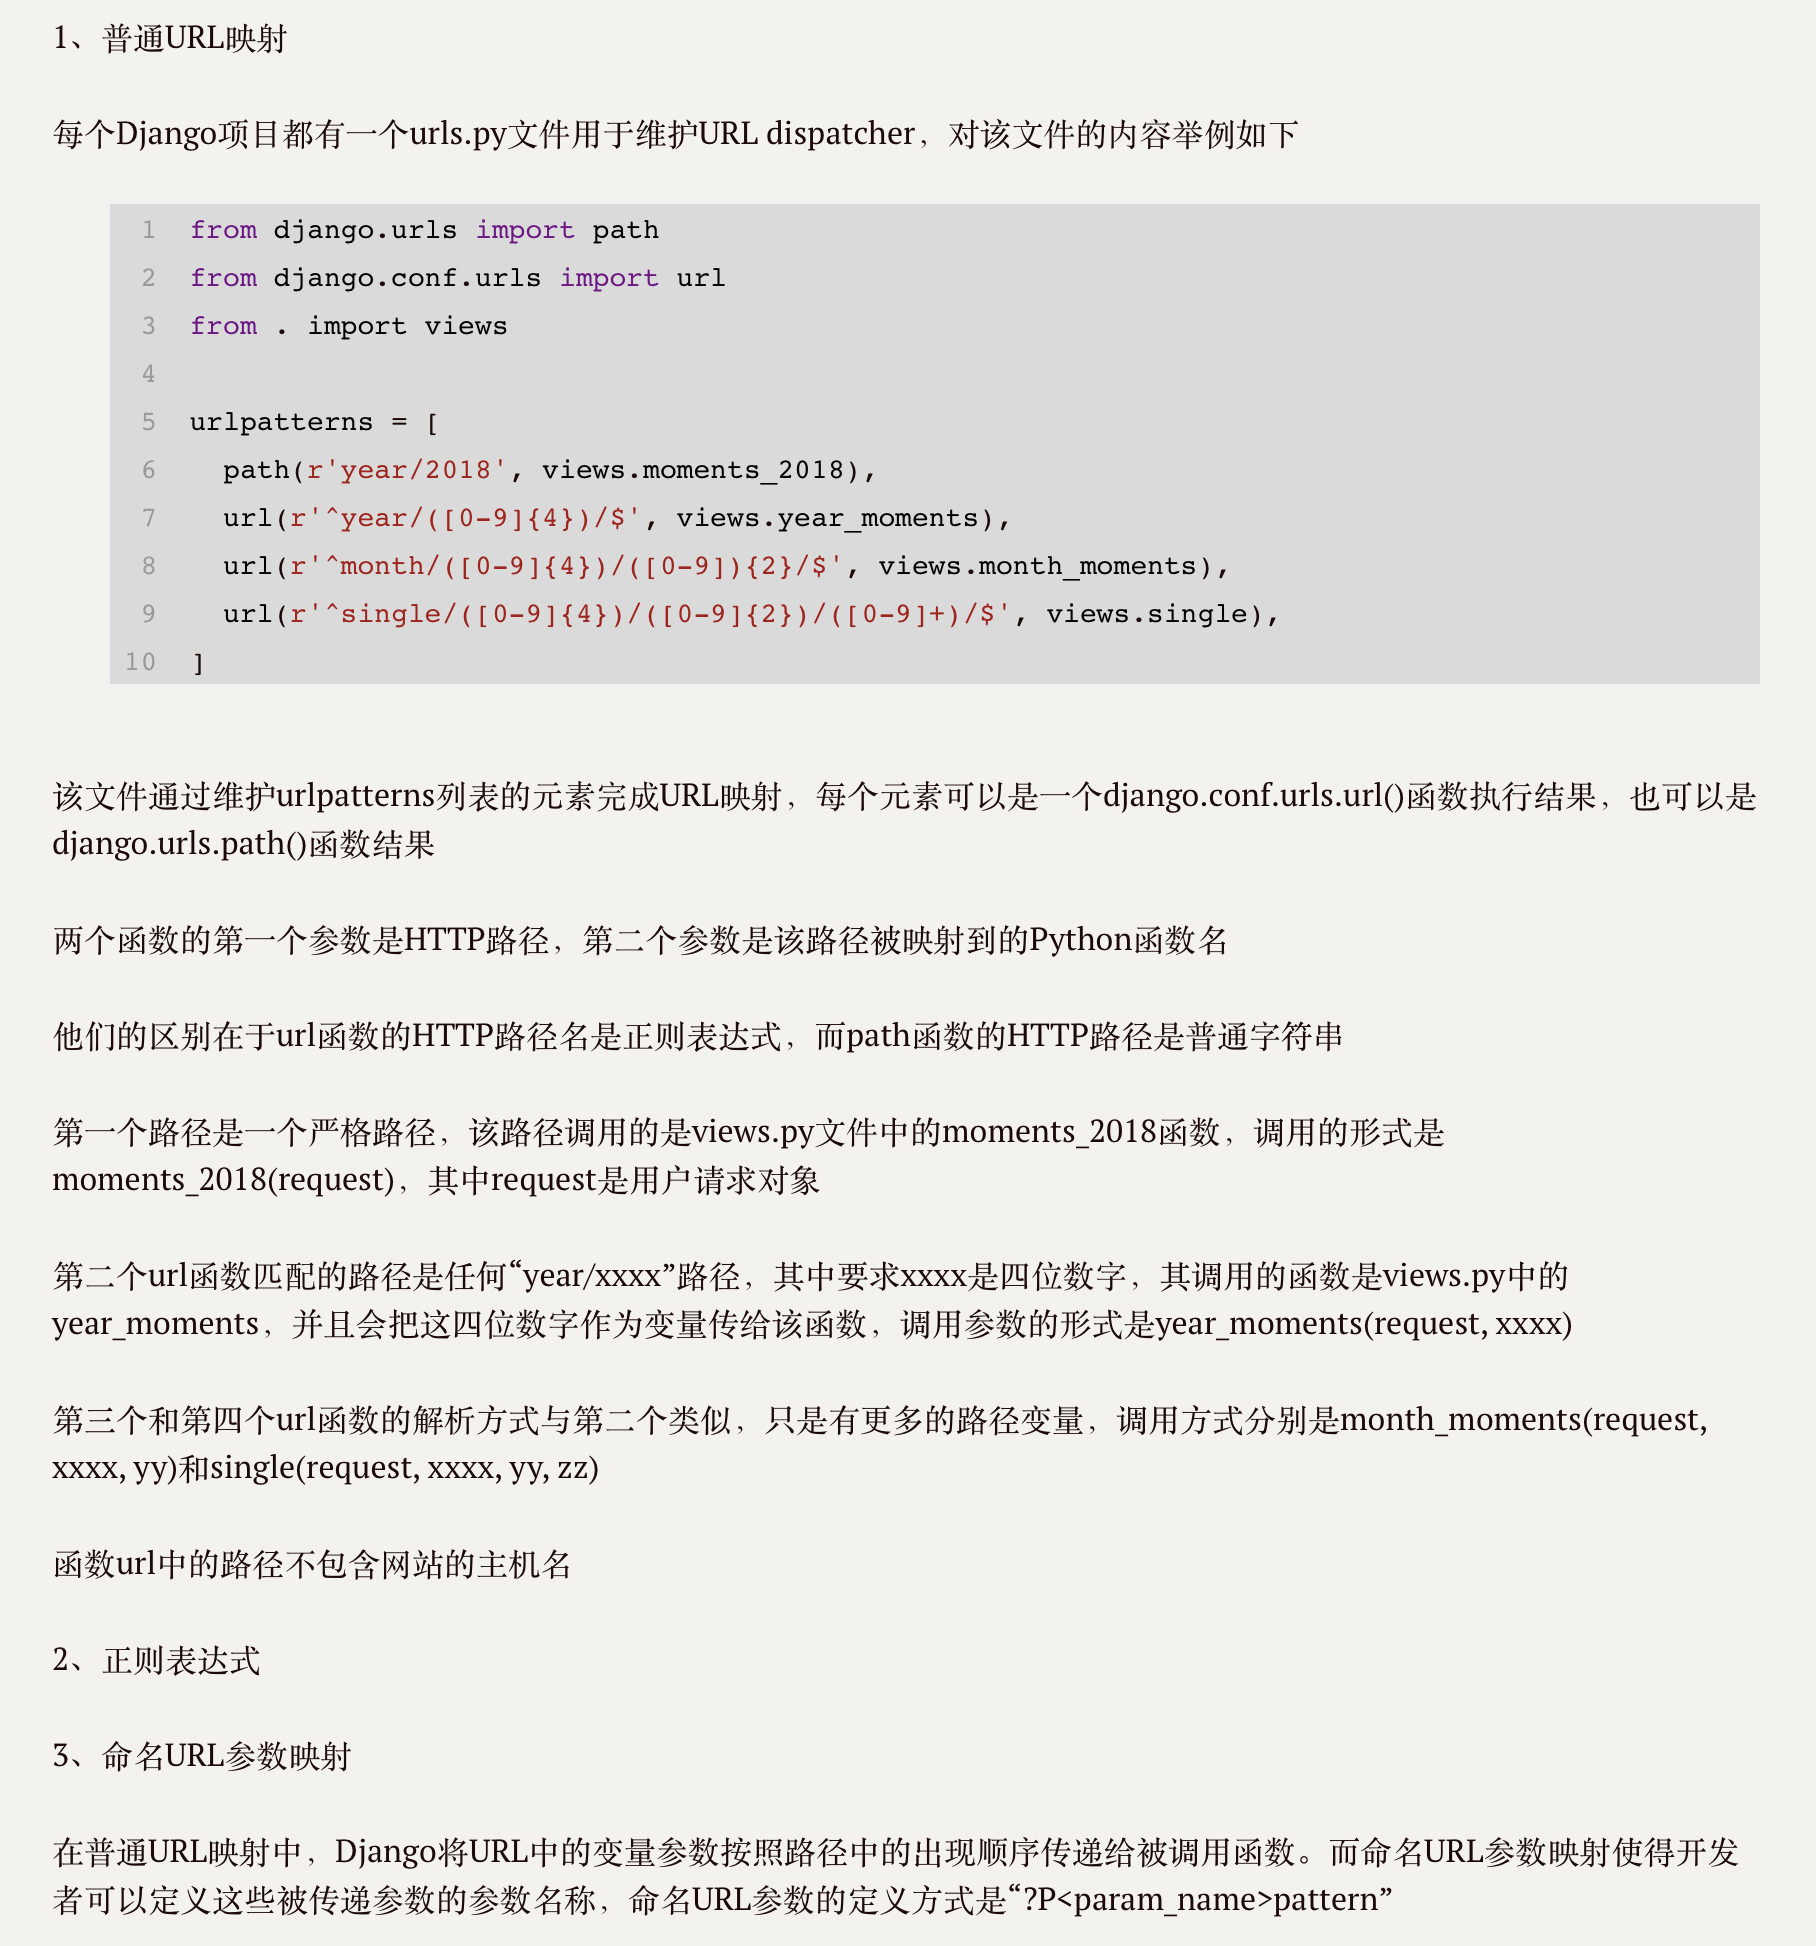 1、普通URL映射
每个Django项目都有一个urls.py文件用于维护URL dispatcher，对该文件的内容举例如下
1 from django.urls import path
2 from django.conf.urls import url
3 from . import views
4
5 urlpatterns = [
6   path(r'year/2018', views.moments_2018),
7   url(r'^year/([0-9]{4})/$', views.year_moments),
8   url(r'^month/([0-9]{4})/([0-9]){2}/$', views.month_moments),
9   url(r'^single/([0-9]{4})/([0-9]{2})/([0-9]+)/$', views.single),
10 ]
该文件通过维护urlpatterns列表的元素完成URL映射，每个元素可以是一个django.conf.urls.url()函数执行结果，也可以是
django.urls.path()函数结果
两个函数的第一个参数是HTTP路径，第二个参数是该路径被映射到的Python函数名
他们的区别在于url函数的HTTP路径名是正则表达式，而path函数的HTTP路径是普通字符串
第一个路径是一个严格路径，该路径调用的是views.py文件中的moments_2018函数，调用的形式是
moments_2018(request)，其中request是用户请求对象
第二个url函数匹配的路径是任何“year/xxxx”路径，其中要求xxxx是四位数字，其调用的函数是views.py中的
year_moments，并且会把这四位数字作为变量传给该函数，调用参数的形式是year_moments(request, xxxx)
第三个和第四个url函数的解析方式与第二个类似，只是有更多的路径变量，调用方式分别是month_moments(request,
xxxx, yy)和single(request, xxxx, yy, zz)
函数url中的路径不包含网站的主机名
2、正则表达式
3、命名URL参数映射
在普通URL映射中，Django将URL中的变量参数按照路径中的出现顺序传递给被调用函数。而命名URL参数映射使得开发
者可以定义这些被传递参数的参数名称，命名URL参数的定义方式是“?P<param_name>pattern”